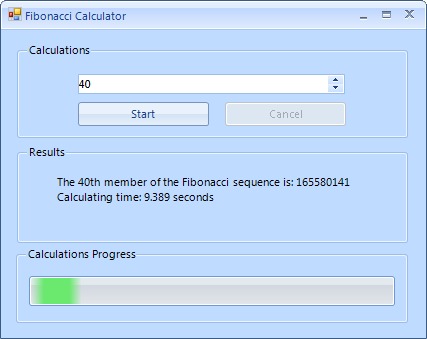 Fibonacci Calculator
Calculations
40
Start Cancel
Results
The 40th member of the Fibonacci sequence is: 165580141
Calculating time: 9.389 seconds
Calculations Progress